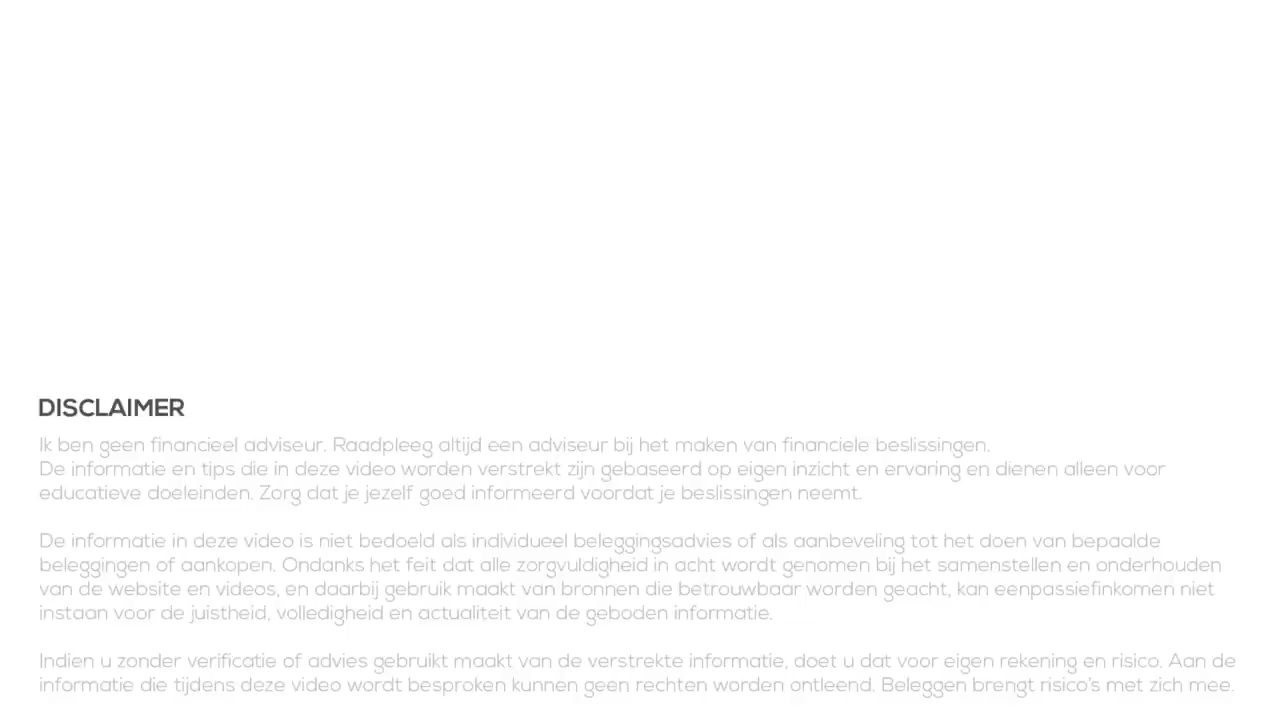 DISCLAIMER
Ik ben geen financieel adviseur. Raadpleeg altijd een adviseur bij het maken van financiele beslissingen.
De informatie en tips die in deze video worden verstrekt zijn gebaseerd op eigen inzicht en ervaring en dienen alleen voor
educatieve doeleinden. Zorg dat je jezelf goed informeerd voordat je beslissingen neemt.
De informatie in deze video is niet bedoeld als individueel beleggingsadvies of als aanbeveling tot het doen van bepaalde
beleggingen of aankopen. Ondanks het feit dat alle zorgvuldigheid in acht wordt genomen bij het samenstellen en onderhouden
van de website en videos, en daarbij gebruik maakt van bronnen die betrouwbaar worden geacht, kan eenpassiefinkomen niet
instaan voor de juistheid, volledigheid en actualiteit van de geboden informatie.
Indien u zonder verificatie of advies gebruikt maakt van de verstrekte informatie, doet u dat voor eigen rekening en risico. Aan de
informatie die tijdens deze video wordt besproken kunnen geen rechten worden ontleend. Beleggen brengt risico's met zich mee.